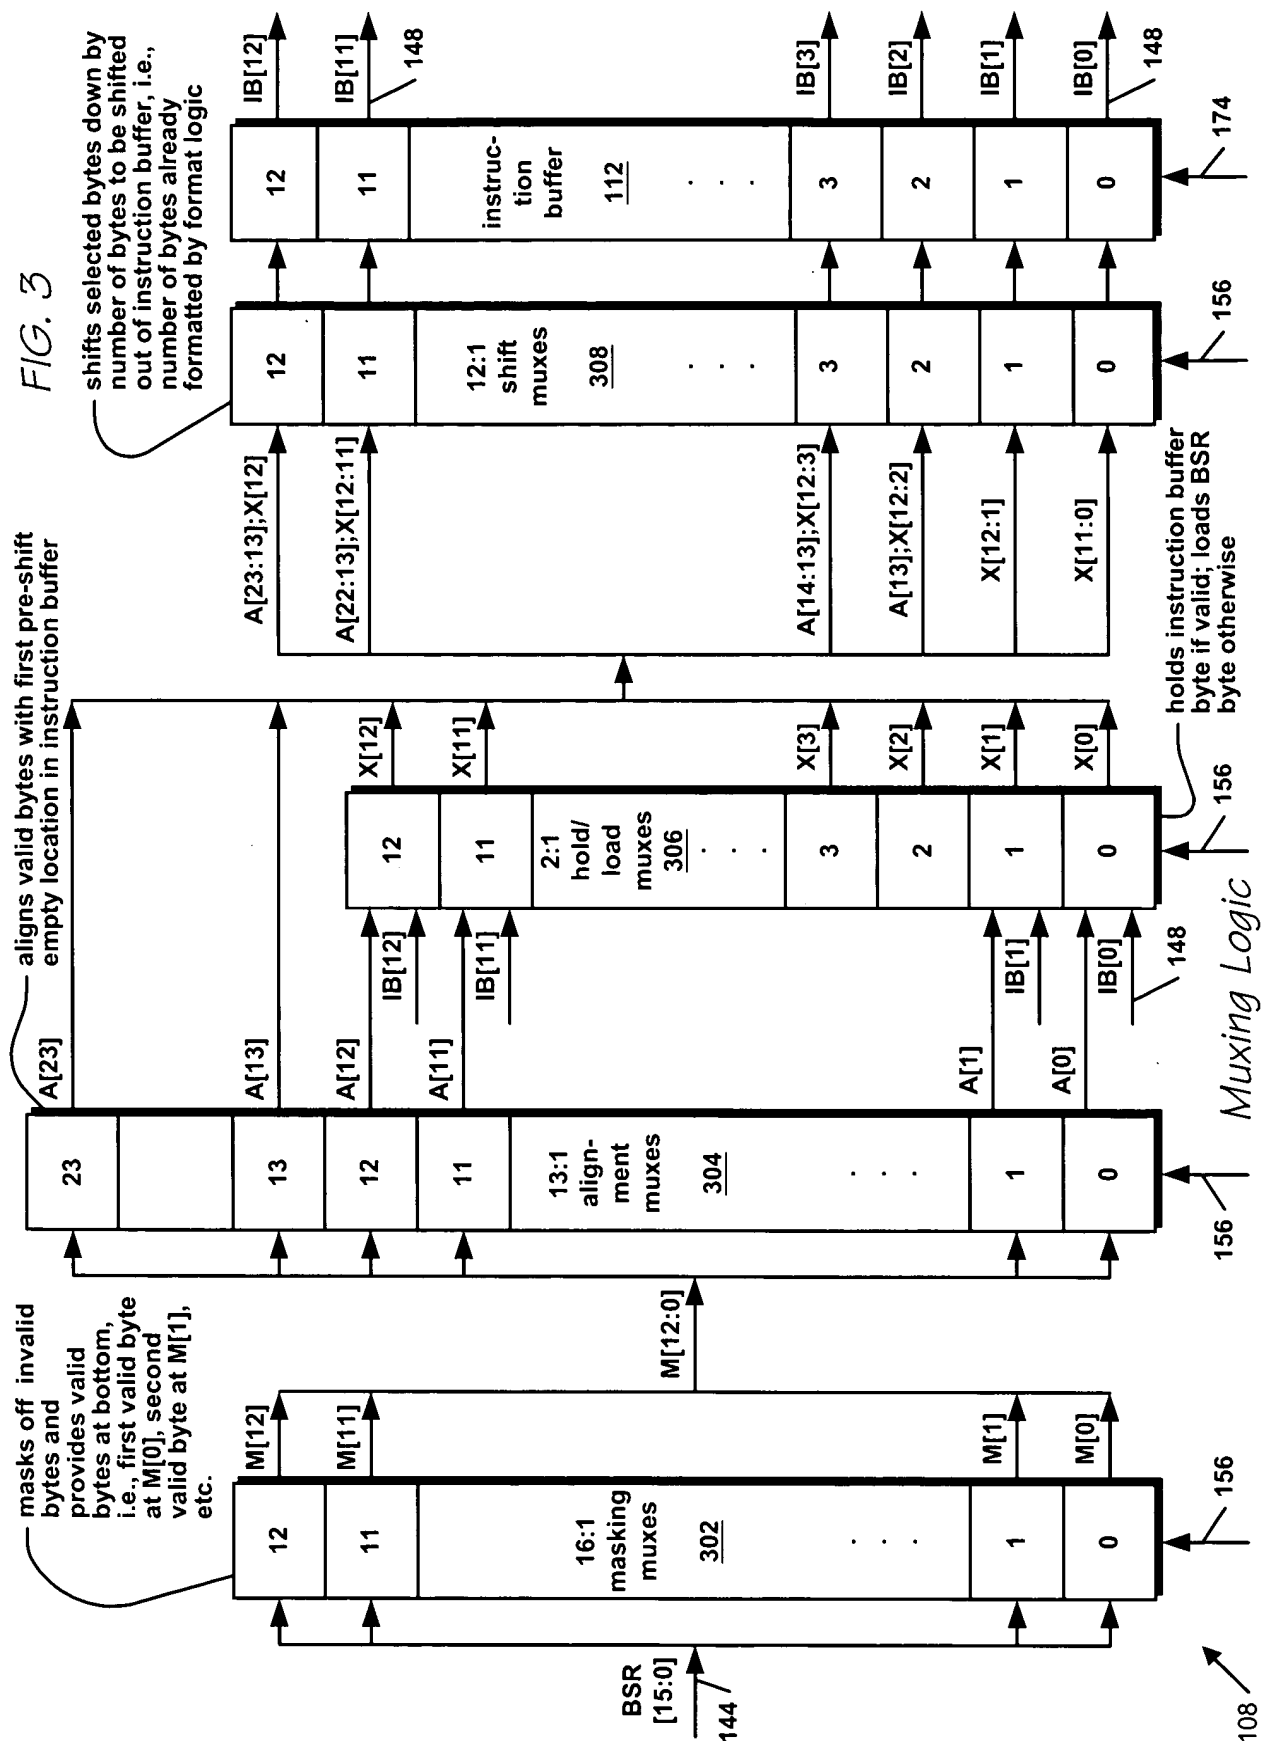 FIG. 3
masks off invalid
bytes and
provides valid
bytes at bottom,
i.e., first valid byte
at M[0], second
valid byte at M[1],
etc.
aligns valid bytes with first pre-shift
empty location in instruction buffer
shifts selected bytes down by
number of bytes to be shifted
out of instruction buffer, i.e.,
number of bytes already
formatted by format logic
BSR
[15:0]
144
12
11
16:1
masking
muxes
302
. . .
1
0
156
M[12]
M[11]
M[1]
M[0]
M[12:0]
23
13
12
11
13:1
align-
ment
muxes
304
. . .
1
0
156
A[23]
A[13]
A[12]
A[11]
A[1]
A[0]
IB[12]
IB[11]
IB[1]
IB[0]
148
12
11
2:1
hold/
load
muxes
306
. . .
3
2
1
0
156
X[12]
X[11]
X[3]
X[2]
X[1]
X[0]
holds instruction buffer
byte if valid; loads BSR
byte otherwise
A[23:13];X[12]
A[22:13];X[12:11]
A[14:13];X[12:3]
A[13];X[12:2]
X[12:1]
X[11:0]
12
11
12:1
shift
muxes
308
. . .
3
2
1
0
156
12
11
instruc-
tion
buffer
112
. . .
3
2
1
0
174
IB[12]
IB[11]
148
IB[3]
IB[2]
IB[1]
IB[0]
148
108
Muxing Logic